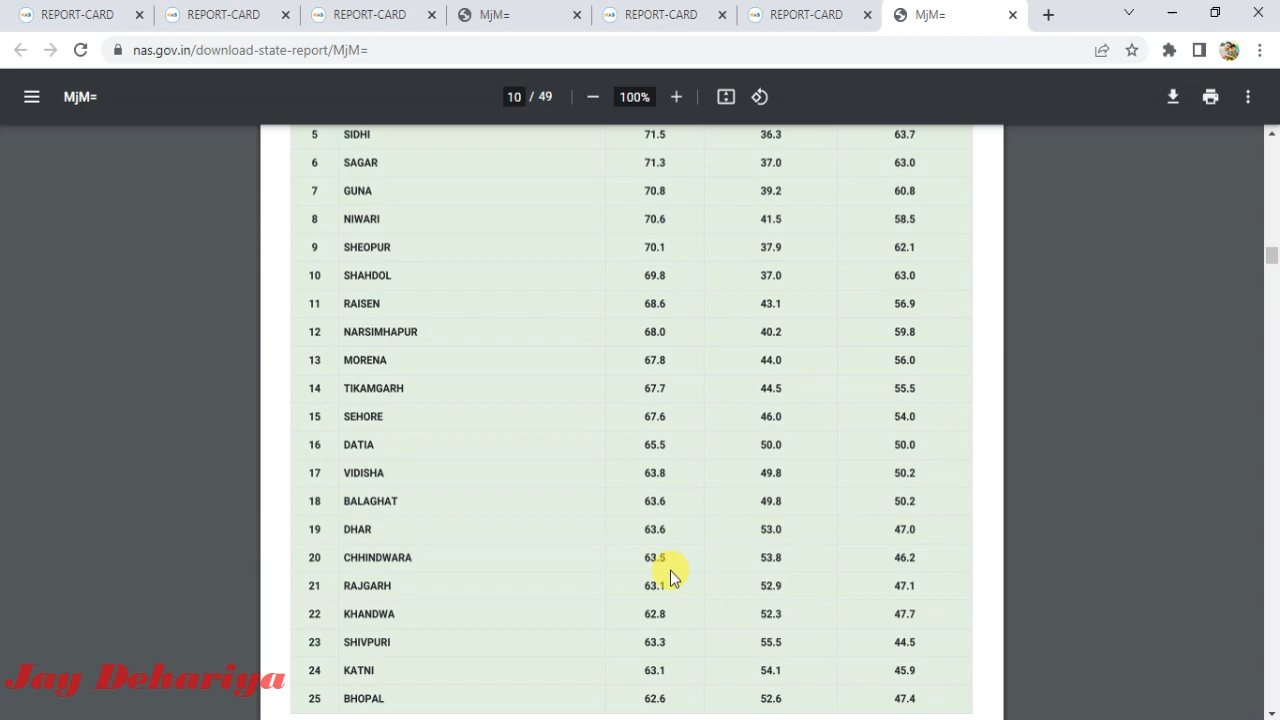 NAS REPORT-CARD
NAS REPORT-CARD
NAS REPORT-CARD
MjM=
NAS REPORT-CARD
NAS REPORT-CARD
MjM=
nas.gov.in/download-state-report/MjM=
MjM=
10 / 49
100%
5 SIDHI 71.5 36.3 63.7
6 SAGAR 71.3 37.0 63.0
7 GUNA 70.8 39.2 60.8
8 NIWARI 70.6 41.5 58.5
9 SHEOPUR 70.1 37.9 62.1
10 SHAHDOL 69.8 37.0 63.0
11 RAISEN 68.6 43.1 56.9
12 NARSIMHAPUR 68.0 40.2 59.8
13 MORENA 67.8 44.0 56.0
14 TIKAMGARH 67.7 44.5 55.5
15 SEHORE 67.6 46.0 54.0
16 DATIA 65.5 50.0 50.0
17 VIDISHA 63.8 49.8 50.2
18 BALAGHAT 63.6 49.8 50.2
19 DHAR 63.6 53.0 47.0
20 CHHINDWARA 63.5 53.8 46.2
21 RAJGARH 63.1 52.9 47.1
22 KHANDWA 62.8 52.3 47.7
23 SHIVPURI 63.3 55.5 44.5
24 KATNI 63.1 54.1 45.9
25 BHOPAL 62.6 52.6 47.4
Jay Dehariya